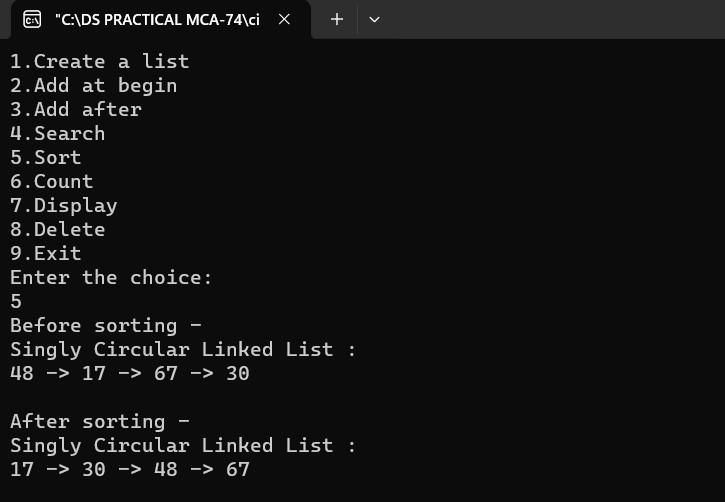 "C:\DS PRACTICAL MCA-74\ci
1.Create a list
2.Add at begin
3.Add after
4.Search
5.Sort
6.Count
7.Display
8.Delete
9.Exit
Enter the choice:
5
Before sorting -
Singly Circular Linked List :
48 -> 17 -> 67 -> 30
After sorting -
Singly Circular Linked List :
17 -> 30 -> 48 -> 67